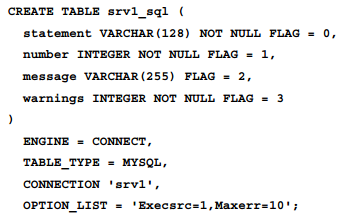 CREATE TABLE srv1_sql (
statement VARCHAR(128) NOT NULL FLAG = 0,
number INTEGER NOT NULL FLAG = 1,
message VARCHAR(255) FLAG = 2,
warnings INTEGER NOT NULL FLAG = 3
)
ENGINE = CONNECT,
TABLE_TYPE = MYSQL,
CONNECTION 'srv1',
OPTION_LIST = 'Execsrc=1,Maxerr=10';